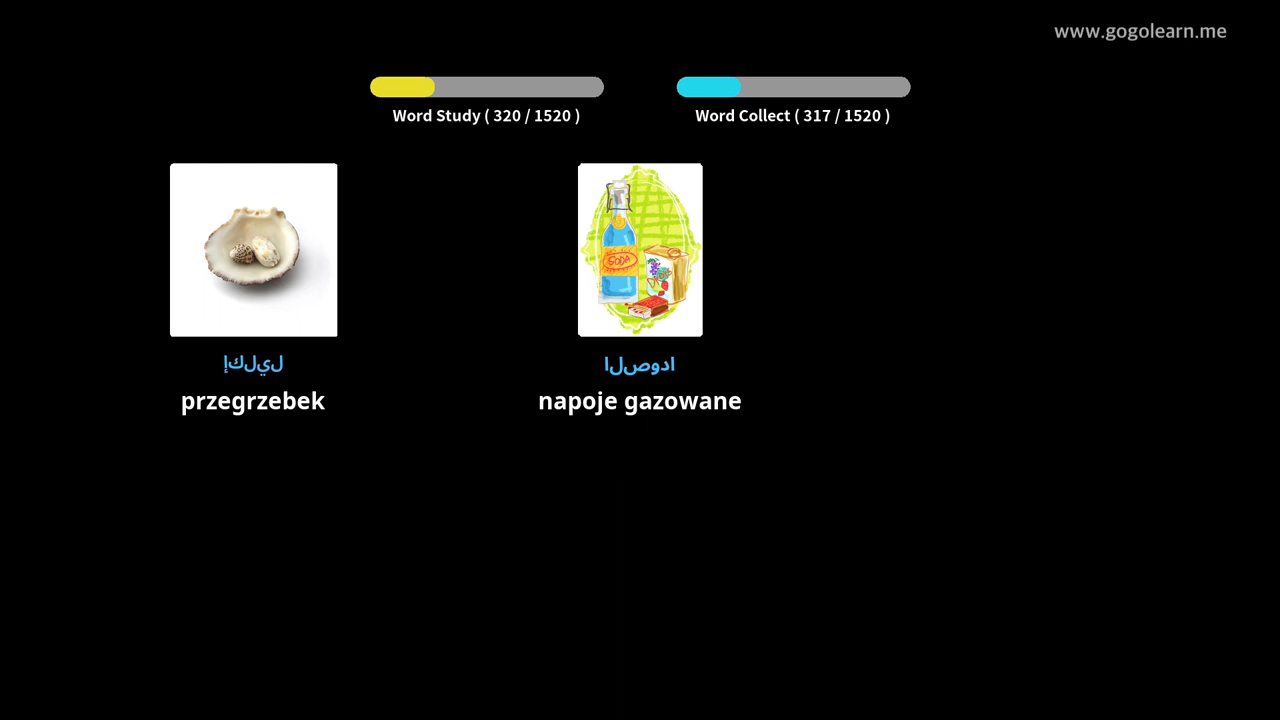 www.gogolearn.me
Word Study ( 320 / 1520 )
Word Collect ( 317 / 1520 )
إكليل
przegrzebek
SODA
الصودا
napoje gazowane